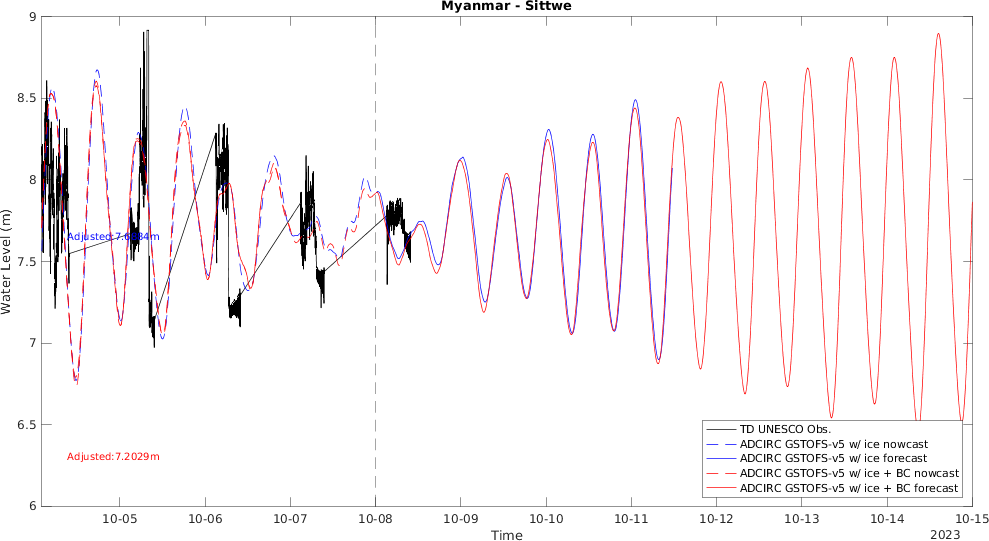 Myanmar - Sittwe
9
8.5
8
7.5
7
6.5
6
Water Level (m)
Adjusted:7.2029m
TD UNESCO Obs.
ADCIRC GSTOFS-v5 w/ ice nowcast
ADCIRC GSTOFS-v5 w/ ice forecast
ADCIRC GSTOFS-v5 w/ ice + BC nowcast
ADCIRC GSTOFS-v5 w/ ice + BC forecast
10-05 10-06 10-07 10-08 10-09 10-10 10-11 10-12 10-13 10-14 10-15
Time
2023